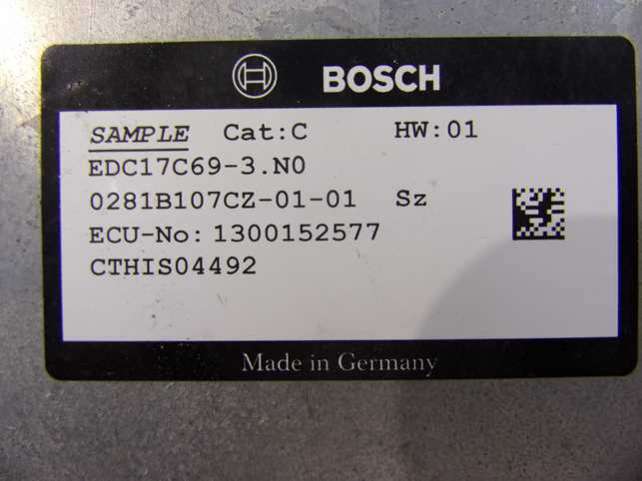 BOSCH
SAMPLE Cat:C HW:01
EDC17C69-3.N0
0281B107CZ-01-01 Sz
ECU-No: 1300152577
CTHIS04492
Made in Germany